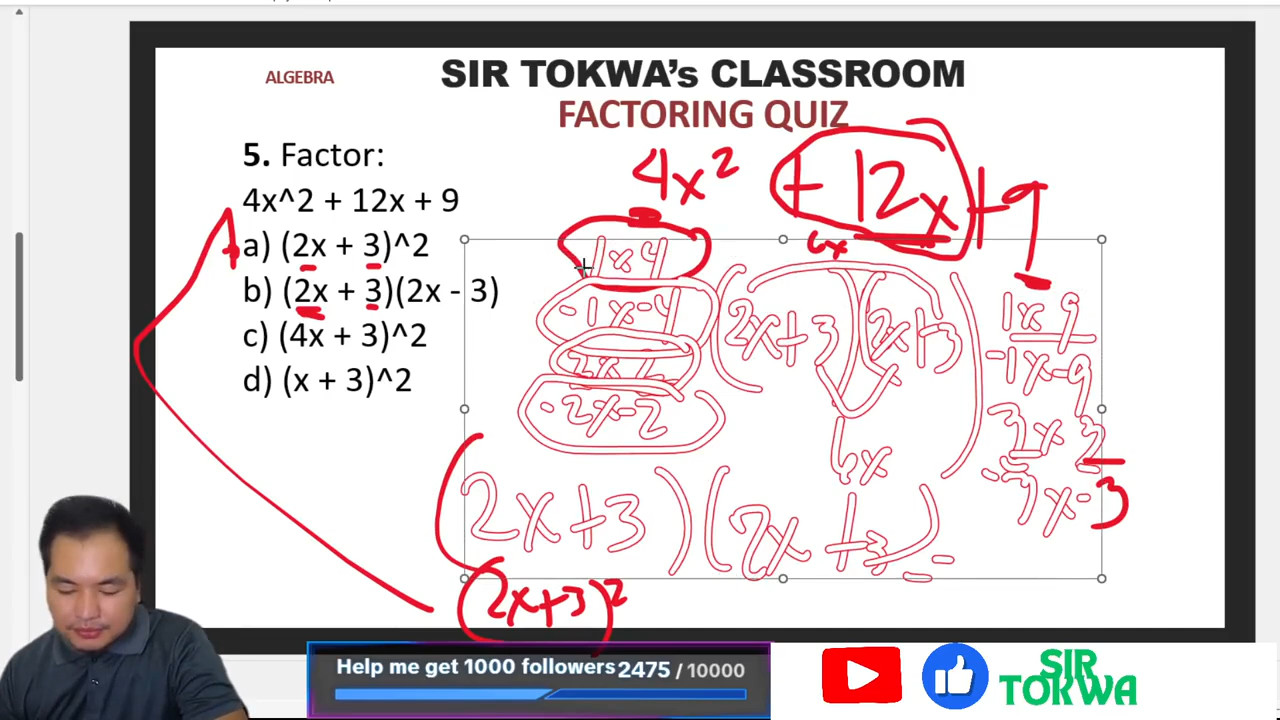 ALGEBRA
SIR TOKWA's CLASSROOM
FACTORING QUIZ
5. Factor:
4x^2 + 12x + 9
a) (2x + 3)^2
b) (2x + 3)(2x - 3)
c) (4x + 3)^2
d) (x + 3)^2
4x² + 12x + 9
6x
1x4
-1x-4
2x2
-2x-2
(2x+3)(2x+3)
6x
1x9
-1x-9
3x3
-3x-3
(2x+3)(2x+3)
(2x+3)²
Help me get 1000 followers 2475 / 10000
SIR
TOKWA